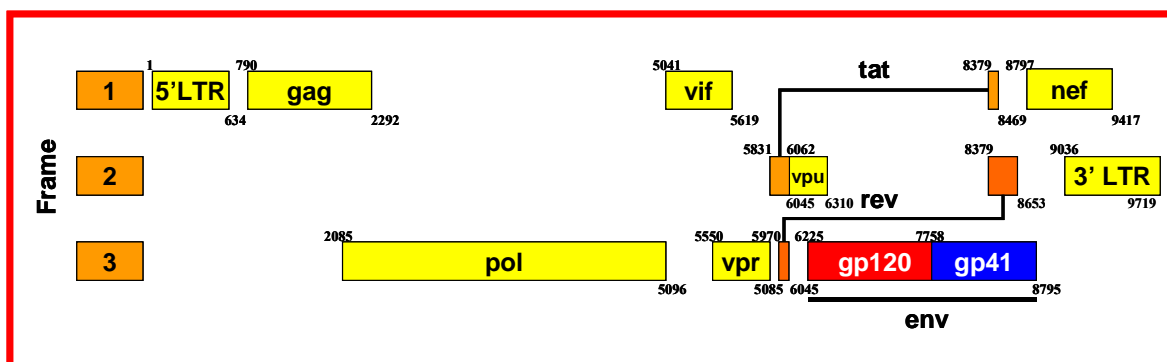 1 790 5041 tat 8379 8797
1 5'LTR gag vif nef
634 2292 5619 8469 9417
5831 6062 8379 9036
Frame 2 vpu 3' LTR
6045 6310 rev 8653 9719
2085 5550 5970 6225 7758
3 pol vpr gp120 gp41
5096 5085 6045 8795
env